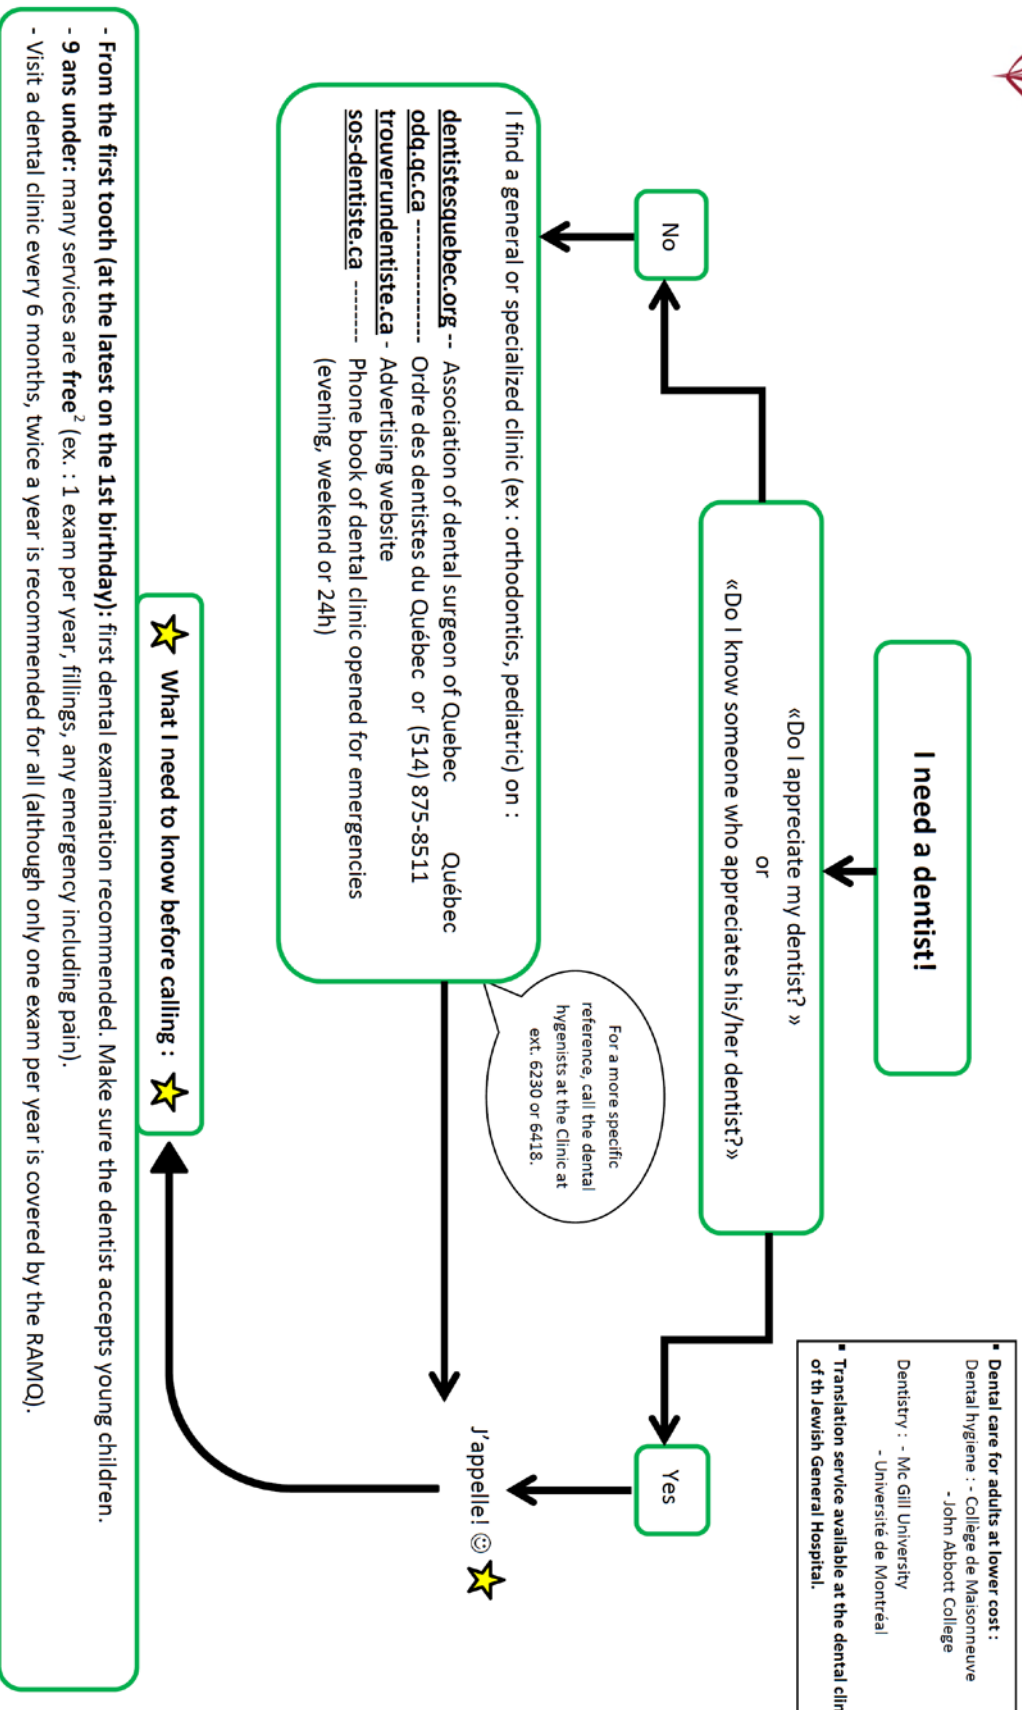 I need a dentist!
▪ Dental care for adults at lower cost :
Dental hygiene : - Collège de Maisonneuve
- John Abbott College
Dentistry : - Mc Gill University
- Université de Montréal
▪ Translation service available at the dental
of th Jewish General Hospital.
«Do I appreciate my dentist? »
or
«Do I know someone who appreciates his/her dentist?»
No
Yes
I find a general or specialized clinic (ex : orthodontics, pediatric) on :
dentistesquebec.org -- Association of dental surgeon of Quebec Québec
odq.qc.ca -------------- Ordre des dentistes du Québec or (514) 875-8511
trouverundentiste.ca - Advertising website
sos-dentiste.ca -------- Phone book of dental clinic opened for emergencies
(evening, weekend or 24h)
For a more specific
reference, call the dental
hygenists at the Clinic at
ext. 6230 or 6418.
J'appelle! ☺
What I need to know before calling :
- From the first tooth (at the latest on the 1st birthday): first dental examination recommended. Make sure the dentist accepts young children.
- 9 ans under: many services are free² (ex. : 1 exam per year, fillings, any emergency including pain).
- Visit a dental clinic every 6 months, twice a year is recommended for all (although only one exam per year is covered by the RAMQ).